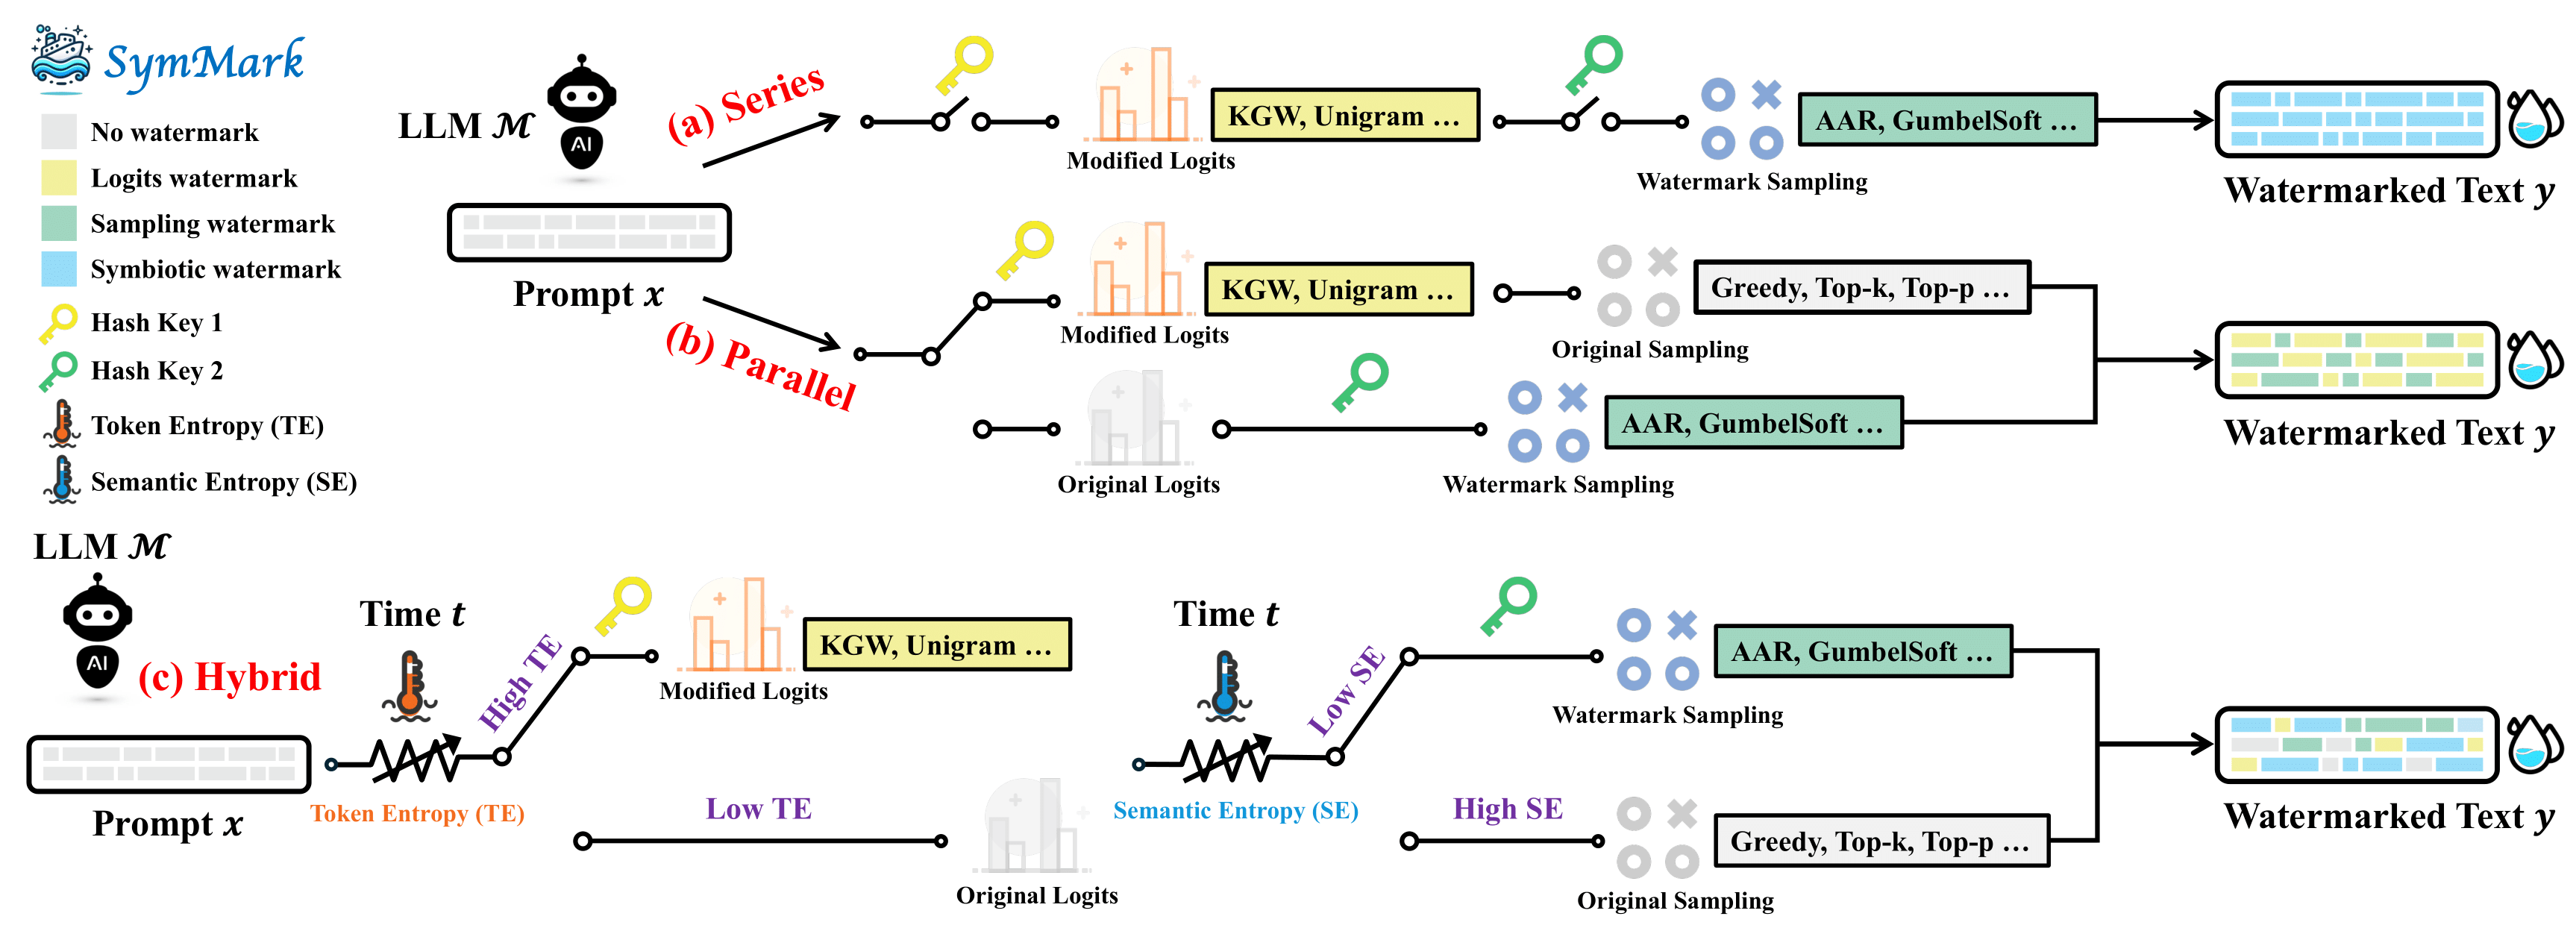 SymMark
No watermark
Logits watermark
Sampling watermark
Symbiotic watermark
Hash Key 1
Hash Key 2
Token Entropy (TE)
Semantic Entropy (SE)
LLM ℳ
AI
Prompt x
(a) Series
Modified Logits
KGW, Unigram ...
Watermark Sampling
AAR, GumbelSoft ...
Watermarked Text y
(b) Parallel
Modified Logits
KGW, Unigram ...
Original Sampling
Greedy, Top-k, Top-p ...
Original Logits
Watermark Sampling
AAR, GumbelSoft ...
Watermarked Text y
LLM ℳ
AI
(c) Hybrid
Prompt x
Time t
Token Entropy (TE)
High TE
Modified Logits
KGW, Unigram ...
Low TE
Original Logits
Time t
Semantic Entropy (SE)
Low SE
Watermark Sampling
AAR, GumbelSoft ...
High SE
Original Sampling
Greedy, Top-k, Top-p ...
Watermarked Text y